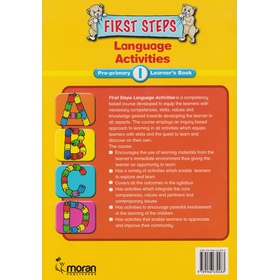 FIRST STEPS
Language
Activities
Pre-primary 1 Learner's Book
A
B
C
D
First Steps Language Activities is a competency
based course developed to equip the learners with
necessary competencies, skills, values and
knowledge geared towards developing the learner in
all aspects. The course employs an inquiry based
approach to learning in all activities which equips
learners with skills and the quest to learn and
discover on their own.
The course:
Encourages the use of learning materials from the
learner's immediate environment thus giving the
learner an opportunity to learn
Has a variety of activities which enable learners
to explore and discover
Covers all the outcomes in the syllabus
Has activities which integrate the core
competencies, values and pertinent and
contemporary issues
Has activities to encourage parental involvement
in the learning of the children
Has activities that enable learners to appreciate
and improve their community.
moran